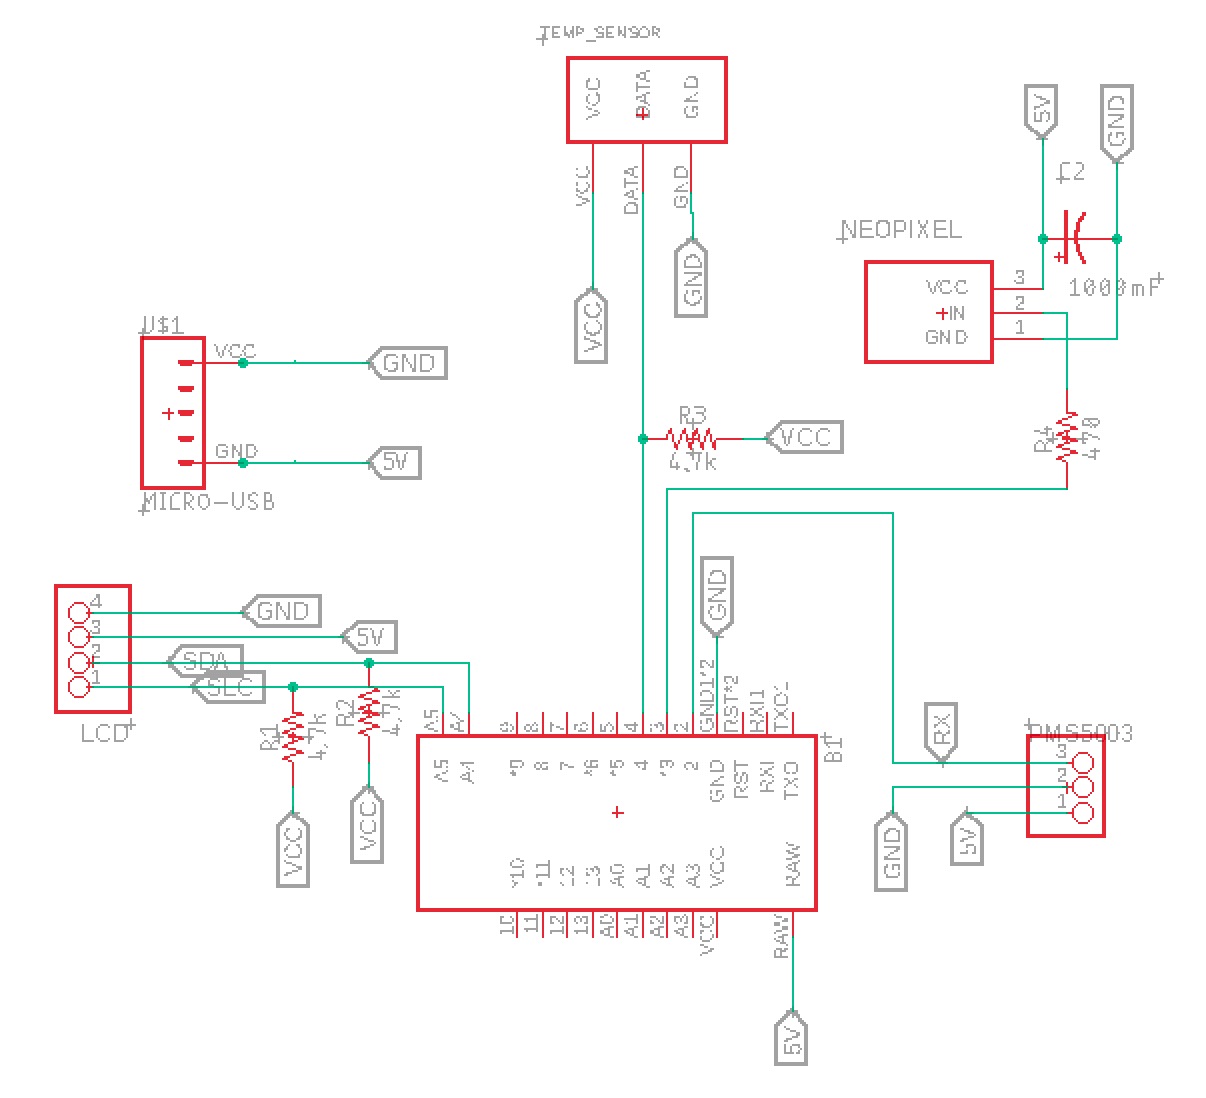 TEMP_SENSOR
VCC
DATA
GND
VCC
DATA
GND
VCC
GND
5V
GND
C2
1000mF
NEOPIXEL
VCC 3
IN 2
GND 1
U$1
VCC
GND
GND
5V
MICRO-USB
R3
4.7k
VCC
R4
470
4
GND
3
5V
2
SDA
1
SLC
LCD
R1
4.7k
VCC
R2
4.7k
VCC
GND
A5
9
8
7
6
5
4
3
2
GND1*2
RST*2
RXI1
A5
A4
*9
8
7
*6
*5
4
*3
2
GND
RST
RXI
TXO
B1
*10
*11
A0
A1
A2
A3
VCC
RAW
10
11
12
13
A0
A1
A2
A3
VCC
RAW
5V
RX
PMS5003
3
2
1
GND
5V